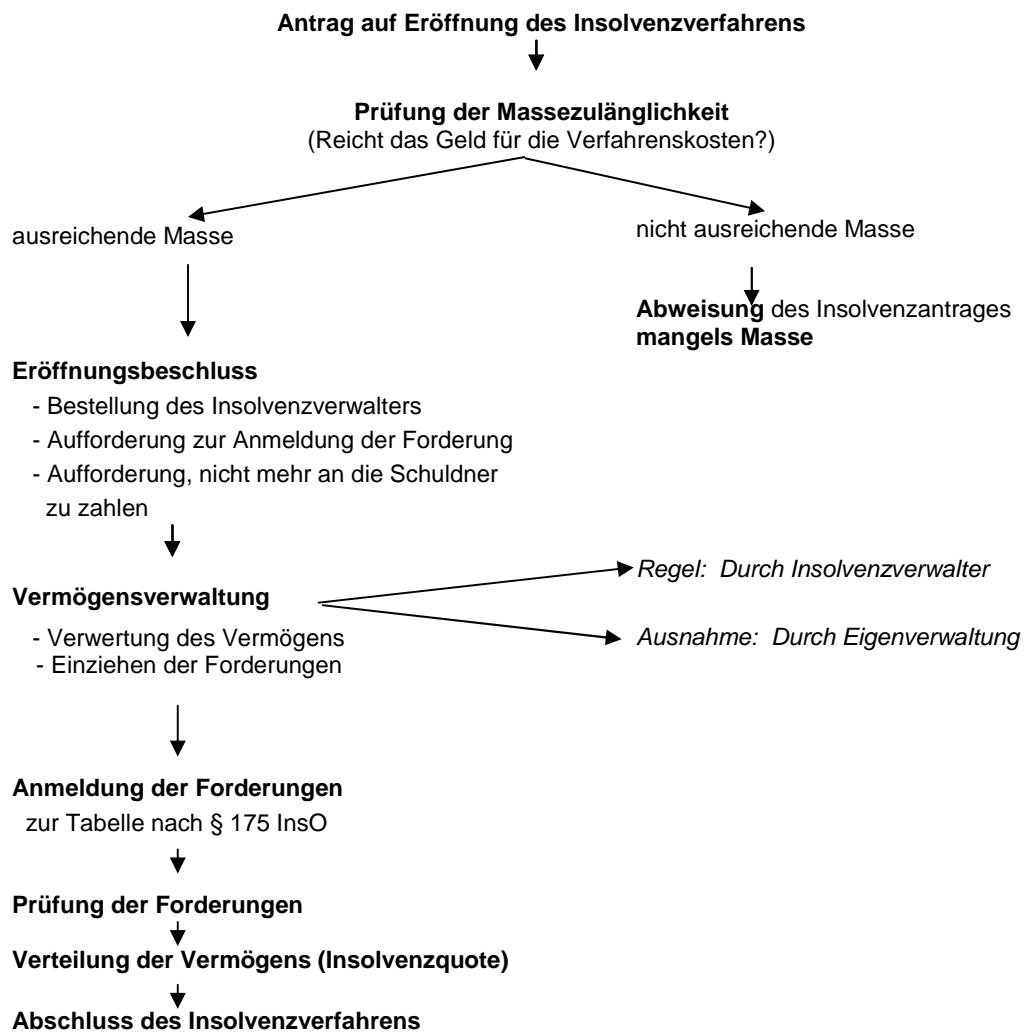 Antrag auf Eröffnung des Insolvenzverfahrens
Prüfung der Massezulänglichkeit
(Reicht das Geld für die Verfahrenskosten?)
ausreichende Masse
nicht ausreichende Masse
Abweisung des Insolvenzantrages
mangels Masse
Eröffnungsbeschluss
- Bestellung des Insolvenzverwalters
- Aufforderung zur Anmeldung der Forderung
- Aufforderung, nicht mehr an die Schuldner
zu zahlen
Vermögensverwaltung
- Verwertung des Vermögens
- Einziehen der Forderungen
Regel: Durch Insolvenzverwalter
Ausnahme: Durch Eigenverwaltung
Anmeldung der Forderungen
zur Tabelle nach § 175 InsO
Prüfung der Forderungen
Verteilung der Vermögens (Insolvenzquote)
Abschluss des Insolvenzverfahrens